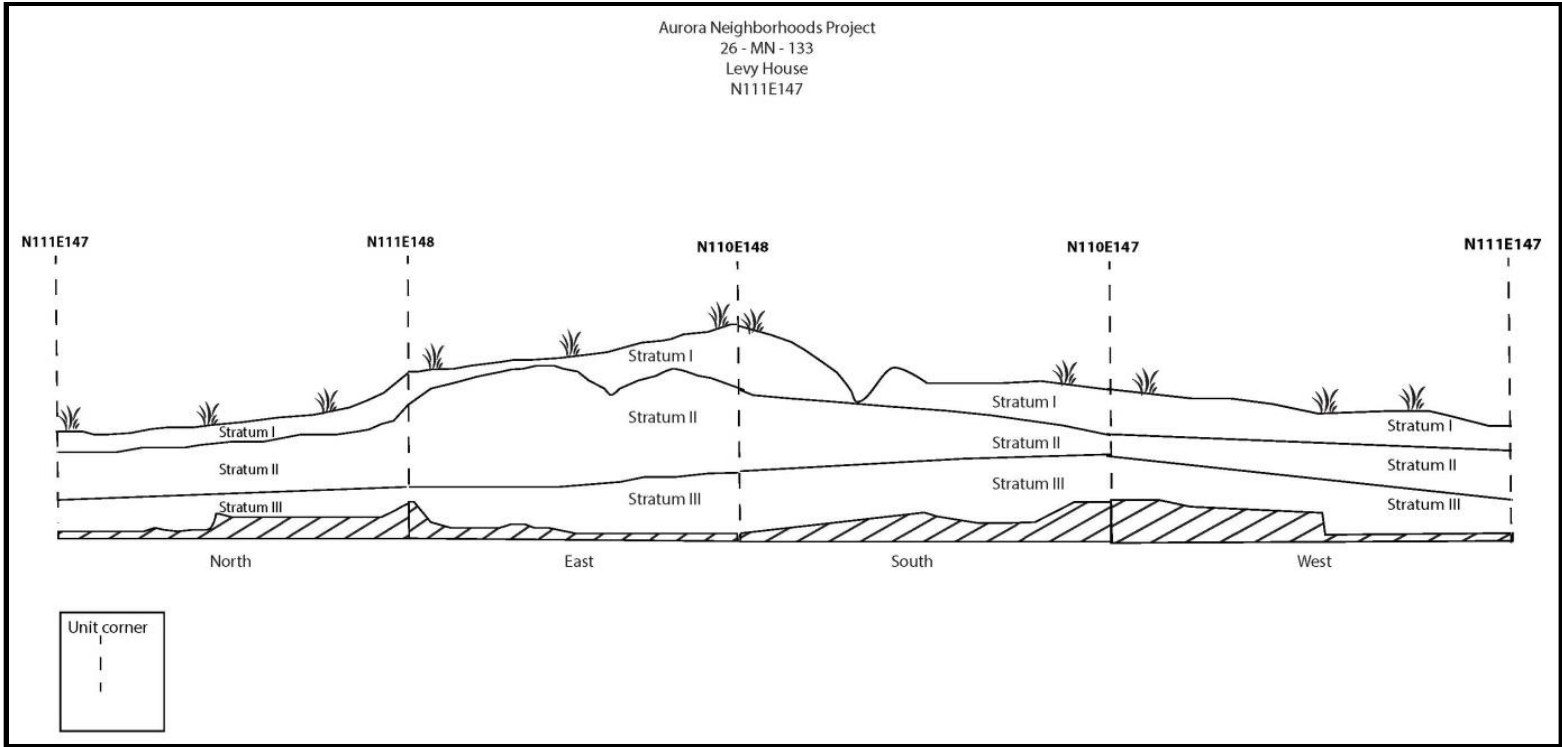 Aurora Neighborhoods Project
26 - MN - 133
Levy House
N111E147
N111E147
N111E148
N110E148
N110E147
N111E147
Stratum I
Stratum II
Stratum III
Stratum I
Stratum II
Stratum III
Stratum I
Stratum II
Stratum III
Stratum I
Stratum II
Stratum III
North
East
South
West
Unit corner